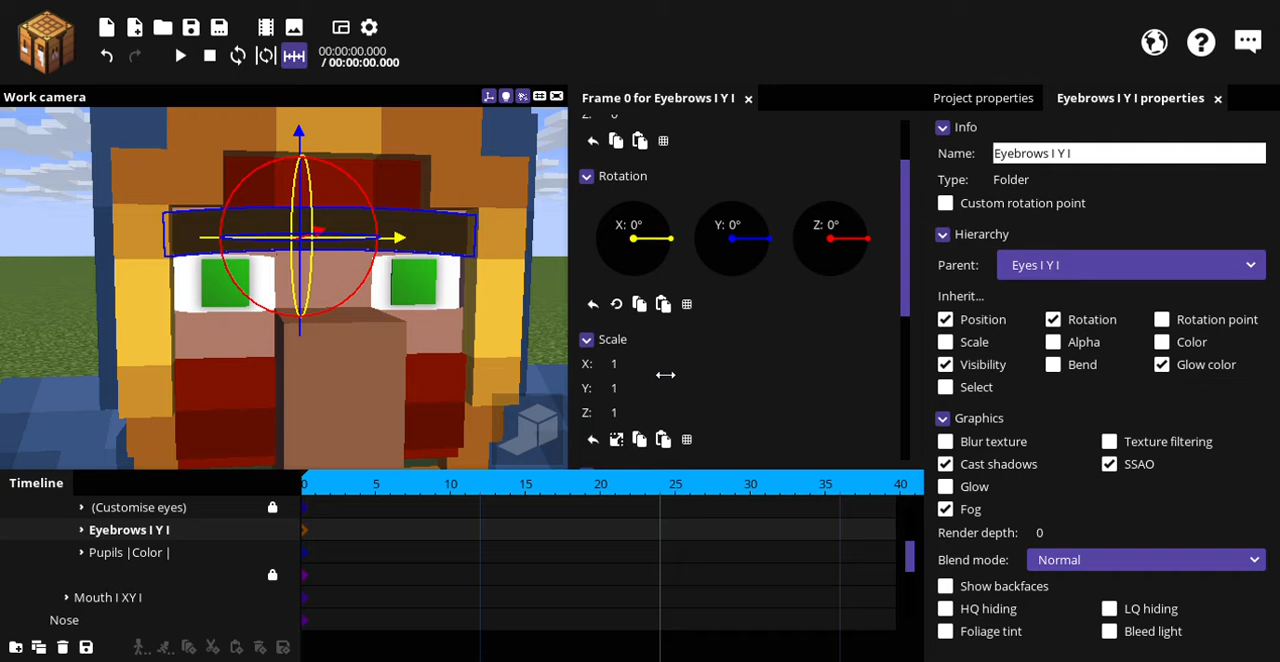 00:00:00.000
/ 00:00:00.000
Work camera
Frame 0 for Eyebrows I Y I
Z: 0
Rotation
X: 0° Y: 0° Z: 0°
Scale
X: 1
Y: 1
Z: 1
Project properties Eyebrows I Y I properties
Info
Name: Eyebrows I Y I
Type: Folder
Custom rotation point
Hierarchy
Parent: Eyes I Y I
Inherit...
Position Rotation Rotation point
Scale Alpha Color
Visibility Bend Glow color
Select
Graphics
Blur texture Texture filtering
Cast shadows SSAO
Glow
Fog
Render depth: 0
Blend mode: Normal
Show backfaces
HQ hiding LQ hiding
Foliage tint Bleed light
Timeline
0 5 10 15 20 25 30 35 40
(Customise eyes)
Eyebrows I Y I
Pupils |Color |
Mouth I XY I
Nose